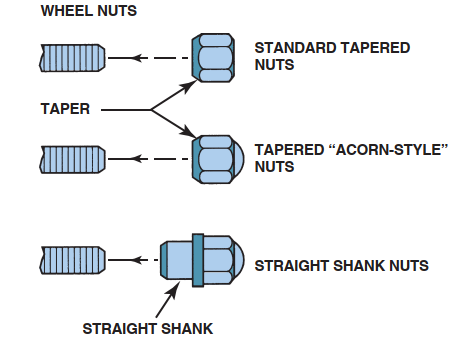 WHEEL NUTS
STANDARD TAPERED
NUTS
TAPER
TAPERED “ACORN-STYLE”
NUTS
STRAIGHT SHANK NUTS
STRAIGHT SHANK